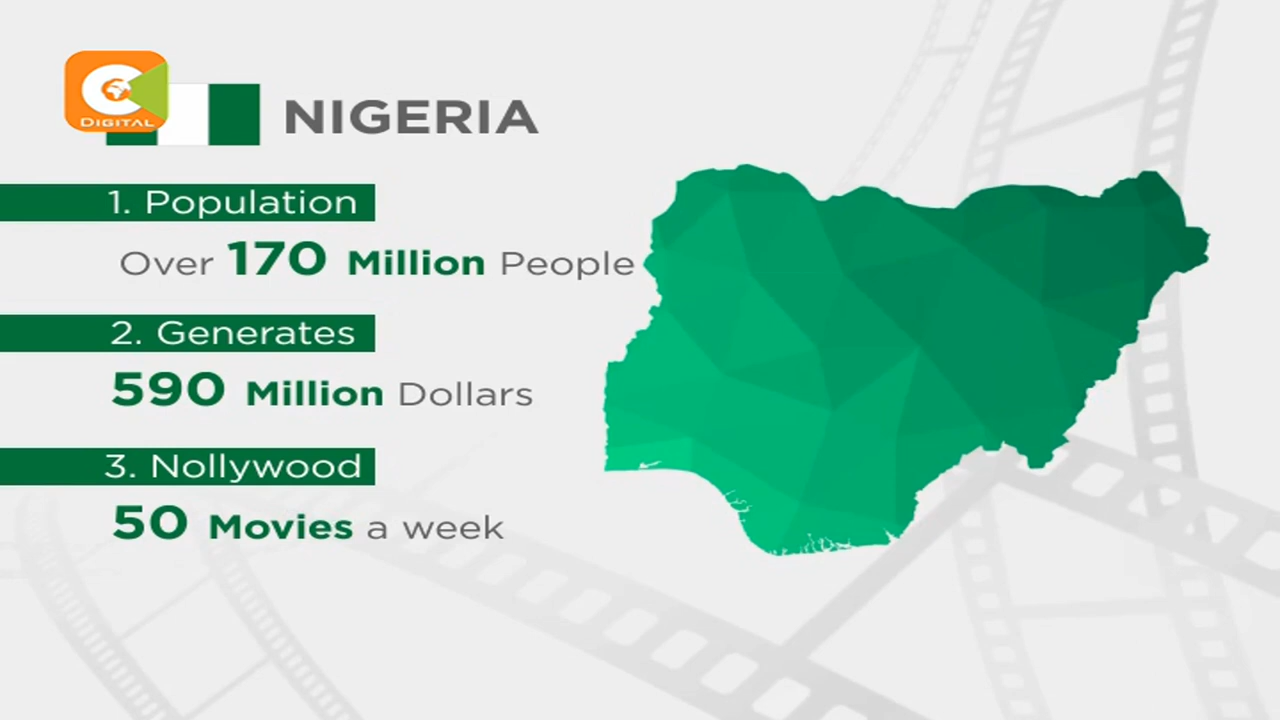 DIGITAL
NIGERIA
1. Population
Over 170 Million People
2. Generates
590 Million Dollars
3. Nollywood
50 Movies a week